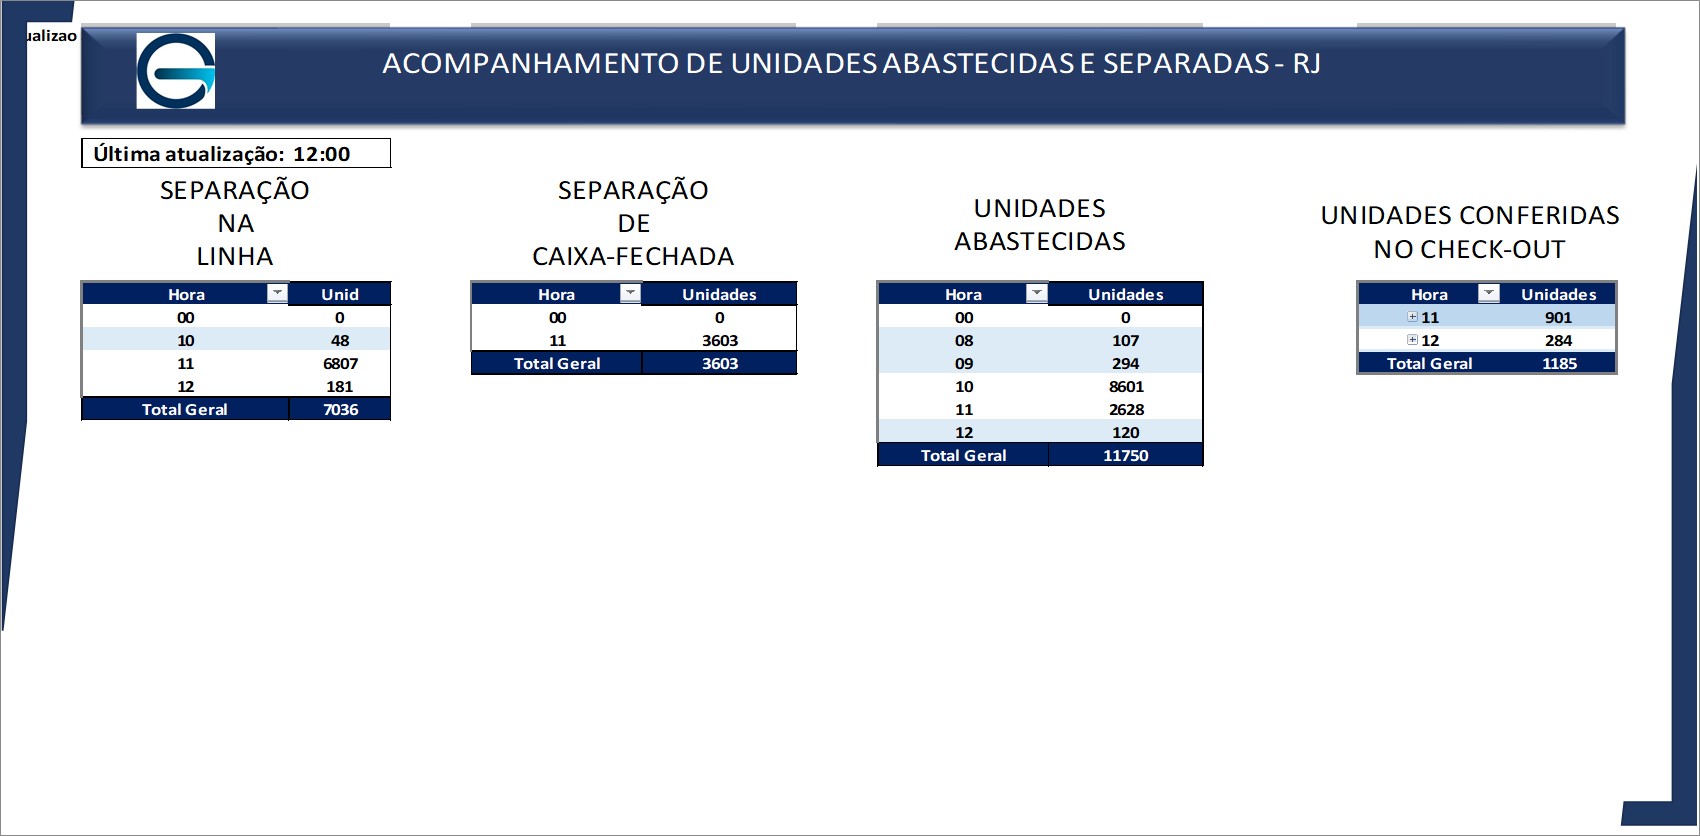 ualizao
ACOMPANHAMENTO DE UNIDADES ABASTECIDAS E SEPARADAS - RJ
Última atualização: 12:00
SEPARAÇÃO
NA
LINHA
Hora Unid
00 0
10 48
11 6807
12 181
Total Geral 7036
SEPARAÇÃO
DE
CAIXA-FECHADA
Hora Unidades
00 0
11 3603
Total Geral 3603
UNIDADES
ABASTECIDAS
Hora Unidades
00 0
08 107
09 294
10 8601
11 2628
12 120
Total Geral 11750
UNIDADES CONFERIDAS
NO CHECK-OUT
Hora Unidades
11 901
12 284
Total Geral 1185